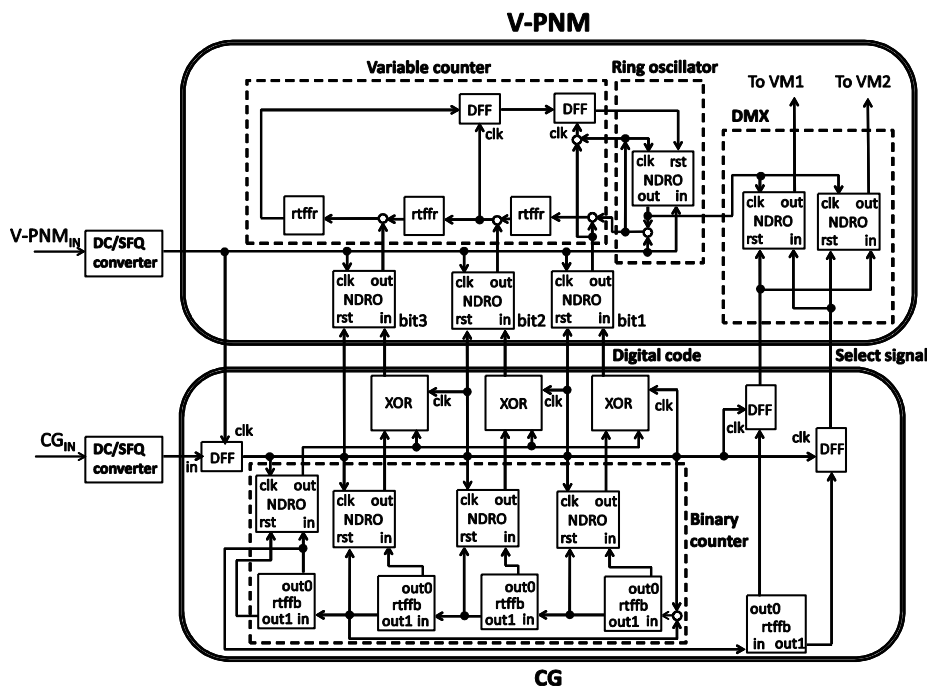 V-PNM
Variable counter
Ring oscillator
To VM1
To VM2
DMX
DFF
clk
DFF
clk
clk rst
NDRO
out in
rtffr
rtffr
rtffr
clk out
NDRO
rst in
clk out
NDRO
rst in
V-PNMIN
DC/SFQ
converter
clk out
NDRO
rst in
bit3
clk out
NDRO
rst in
bit2
clk out
NDRO
rst in
bit1
Digital code
Select signal
XOR
clk
XOR
clk
XOR
clk
CGIN
DC/SFQ
converter
clk
DFF
in
DFF
clk
clk
DFF
clk out
NDRO
rst in
clk out
NDRO
rst in
clk out
NDRO
rst in
clk out
NDRO
rst in
Binary
counter
out0
rtffb
out1 in
out0
rtffb
out1 in
out0
rtffb
out1 in
out0
rtffb
out1 in
out0
rtffb
in out1
CG